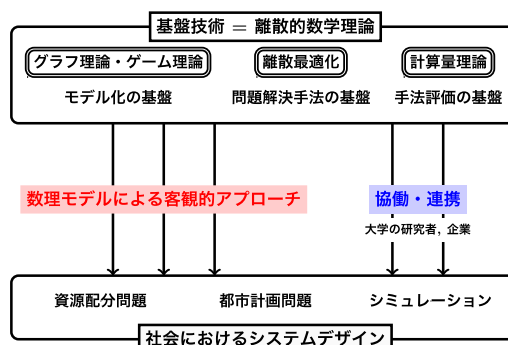 基盤技術 = 離散的数学理論
グラフ理論・ゲーム理論 離散最適化 計算量理論
モデル化の基盤 問題解決手法の基盤 手法評価の基盤
数理モデルによる客観的アプローチ 協働・連携
大学の研究者, 企業
資源配分問題 都市計画問題 シミュレーション
社会におけるシステムデザイン